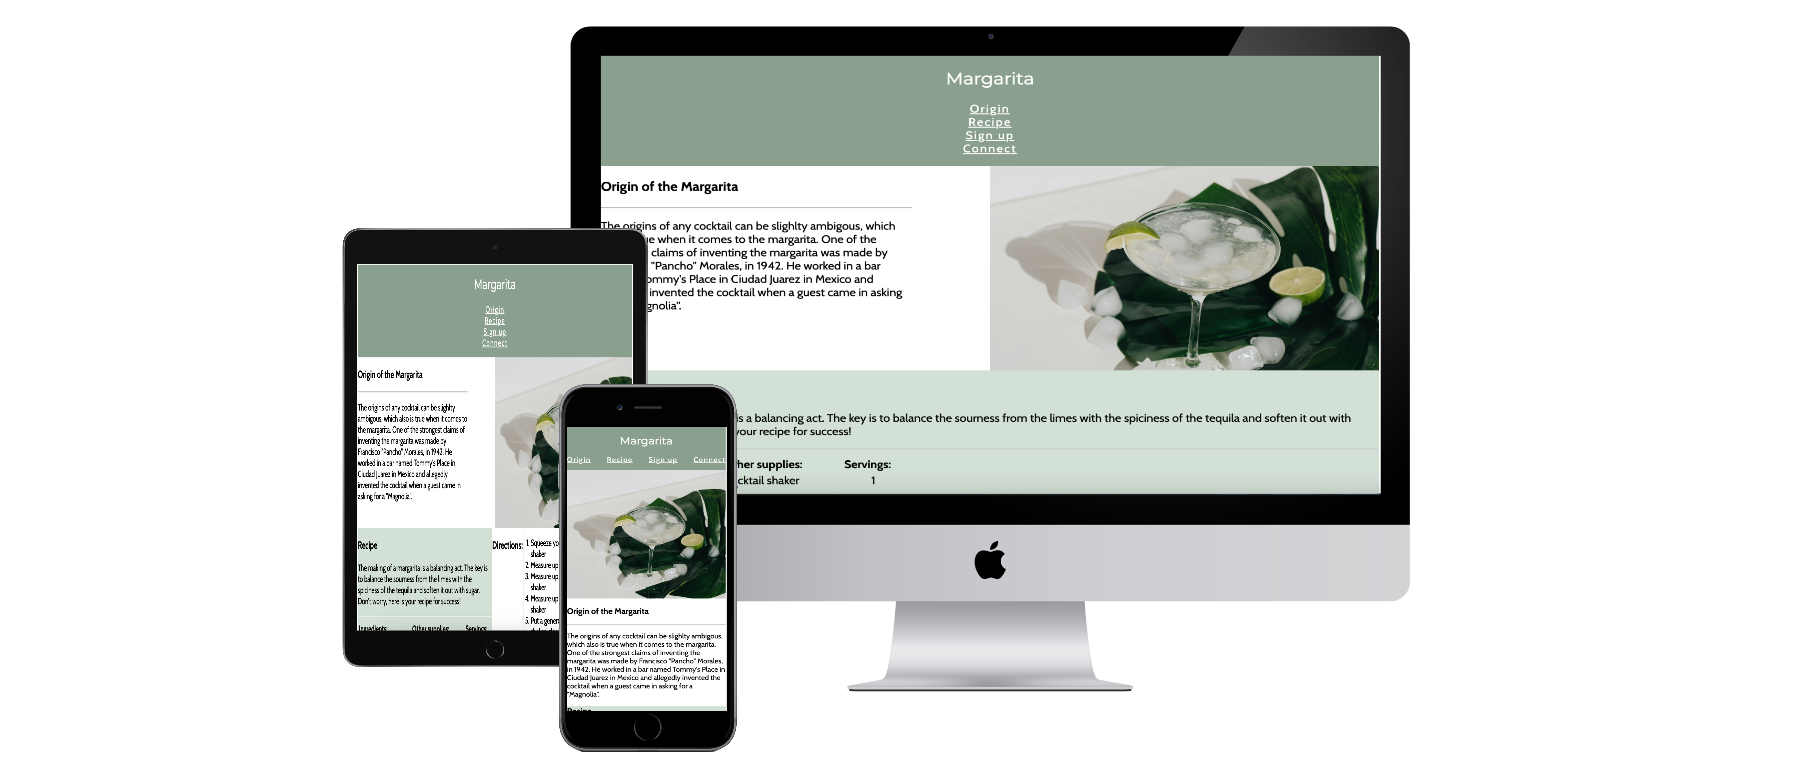 Margarita
Origin
Recipe
Sign up
Connect
Origin of the Margarita
The origins of any cocktail can be slighlty ambigous, which
ue when it comes to the margarita. One of the
claims of inventing the margarita was made by
"Pancho" Morales, in 1942. He worked in a bar
ommy's Place in Ciudad Juarez in Mexico and
invented the cocktail when a guest came in asking
gnolia".
is a balancing act. The key is to balance the sourness from the limes with the spiciness of the tequila and soften it out with
your recipe for success!
her supplies:
Servings:
cktail shaker
1
Margarita
Origin
Recipe
Sign up
Connect
Origin of the Margarita
The origins of any cocktail can be slighlty
ambigous, which also is true when it comes to
the margarita. One of the strongest claims of
inventing the margarita was made by
Francisco "Pancho" Morales, in 1942. He
worked in a bar named Tommy's Place in
Ciudad Juarez in Mexico and allegedly
invented the cocktail when a guest came in
asking for a "Magnolia".
Recipe
The making of a margarita is a balancing act. The key is
to balance the sourness from the limes with the
spiciness of the tequila and soften it out with sugar.
Don't worry, here is your recipe for success!
Ingredients:
Other supplies:
Servings:
Directions:
1. Squeeze yo
shaker
2. Measure up
3. Measure up
shaker
4. Measure up
shaker
5. Put a gener
Margarita
Origin Recipe Sign up Connect
Origin of the Margarita
The origins of any cocktail can be slighlty ambigous,
which also is true when it comes to the margarita.
One of the strongest claims of inventing the
margarita was made by Francisco "Pancho" Morales,
in 1942. He worked in a bar named Tommy's Place in
Ciudad Juarez in Mexico and allegedly invented the
cocktail when a guest came in asking for a
"Magnolia".
Recipe